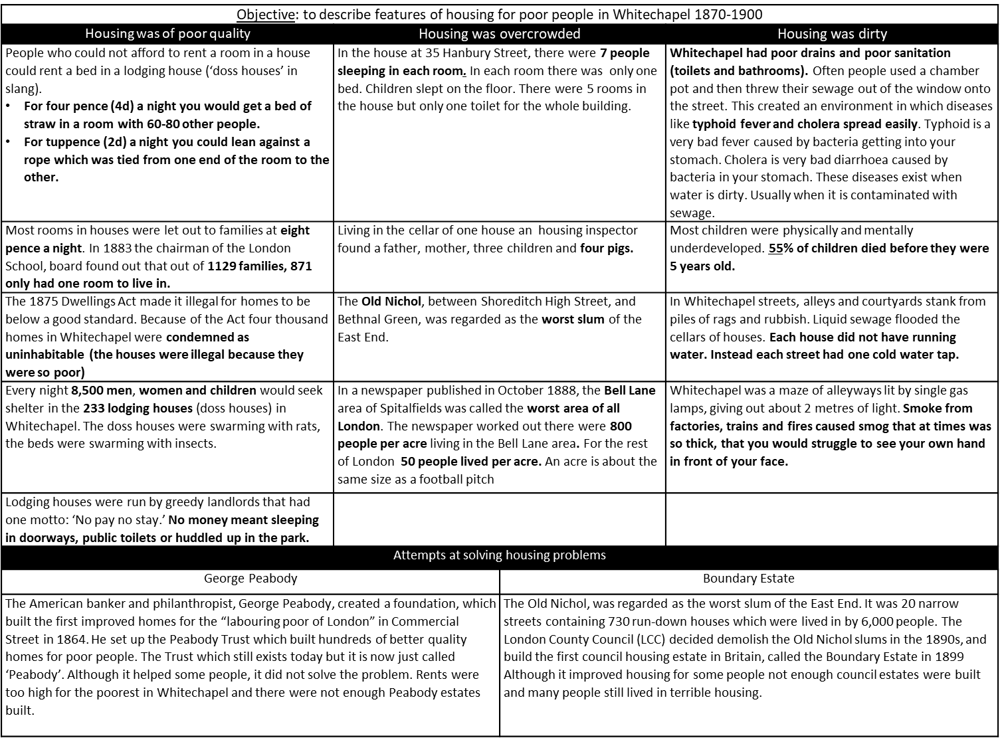 Objective: to describe features of housing for poor people in Whitechapel 1870-1900
Housing was of poor quality
Housing was overcrowded
Housing was dirty
People who could not afford to rent a room in a house
could rent a bed in a lodging house (‘doss houses’ in
slang).
• For four pence (4d) a night you would get a bed of
straw in a room with 60-80 other people.
• For tuppence (2d) a night you could lean against a
rope which was tied from one end of the room to the
other.
In the house at 35 Hanbury Street, there were 7 people
sleeping in each room. In each room there was only one
bed. Children slept on the floor. There were 5 rooms in
the house but only one toilet for the whole building.
Whitechapel had poor drains and poor sanitation
(toilets and bathrooms). Often people used a chamber
pot and then threw their sewage out of the window onto
the street. This created an environment in which diseases
like typhoid fever and cholera spread easily. Typhoid is a
very bad fever caused by bacteria getting into your
stomach. Cholera is very bad diarrhoea caused by
bacteria in your stomach. These diseases exist when
water is dirty. Usually when it is contaminated with
sewage.
Most rooms in houses were let out to families at eight
pence a night. In 1883 the chairman of the London
School, board found out that out of 1129 families, 871
only had one room to live in.
Living in the cellar of one house an housing inspector
found a father, mother, three children and four pigs.
Most children were physically and mentally
underdeveloped. 55% of children died before they were
5 years old.
The 1875 Dwellings Act made it illegal for homes to be
below a good standard. Because of the Act four thousand
homes in Whitechapel were condemned as
uninhabitable (the houses were illegal because they
were so poor)
The Old Nichol, between Shoreditch High Street, and
Bethnal Green, was regarded as the worst slum of the
East End.
In Whitechapel streets, alleys and courtyards stank from
piles of rags and rubbish. Liquid sewage flooded the
cellars of houses. Each house did not have running
water. Instead each street had one cold water tap.
Every night 8,500 men, women and children would seek
shelter in the 233 lodging houses (doss houses) in
Whitechapel. The doss houses were swarming with rats,
the beds were swarming with insects.
In a newspaper published in October 1888, the Bell Lane
area of Spitalfields was called the worst area of all
London. The newspaper worked out there were 800
people per acre living in the Bell Lane area. For the rest
of London 50 people lived per acre. An acre is about the
same size as a football pitch
Whitechapel was a maze of alleyways lit by single gas
lamps, giving out about 2 metres of light. Smoke from
factories, trains and fires caused smog that at times was
so thick, that you would struggle to see your own hand
in front of your face.
Lodging houses were run by greedy landlords that had
one motto: ‘No pay no stay.’ No money meant sleeping
in doorways, public toilets or huddled up in the park.
Attempts at solving housing problems
George Peabody
Boundary Estate
The American banker and philanthropist, George Peabody, created a foundation, which
built the first improved homes for the “labouring poor of London” in Commercial
Street in 1864. He set up the Peabody Trust which built hundreds of better quality
homes for poor people. The Trust which still exists today but it is now just called
‘Peabody’. Although it helped some people, it did not solve the problem. Rents were
too high for the poorest in Whitechapel and there were not enough Peabody estates
built.
The Old Nichol, was regarded as the worst slum of the East End. It was 20 narrow
streets containing 730 run-down houses which were lived in by 6,000 people. The
London County Council (LCC) decided demolish the Old Nichol slums in the 1890s, and
build the first council housing estate in Britain, called the Boundary Estate in 1899
Although it improved housing for some people not enough council estates were built
and many people still lived in terrible housing.